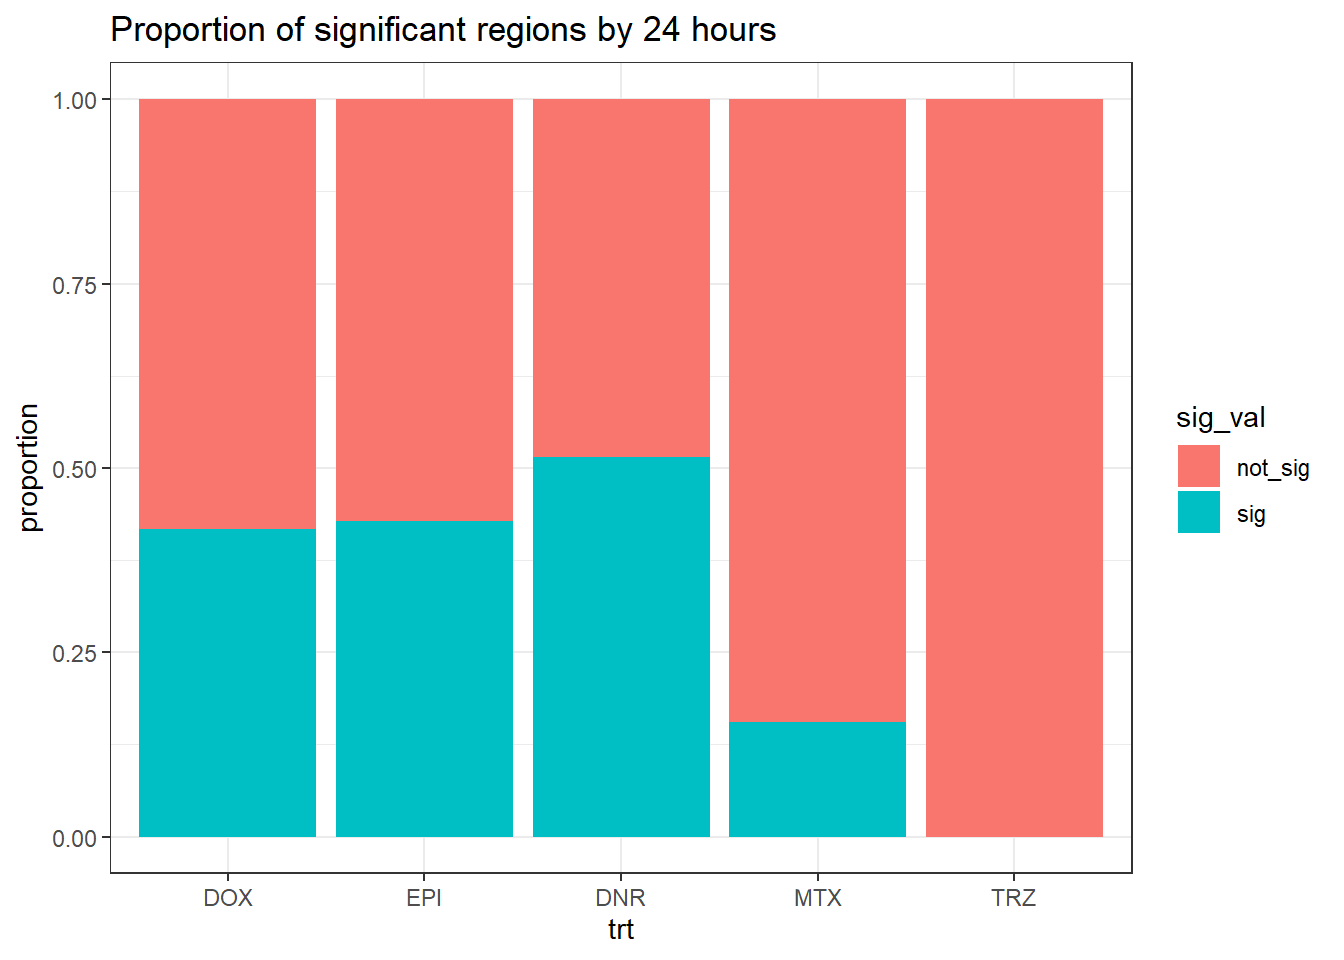 Proportion of significant regions by 24 hours
1.00
0.75
0.50
0.25
0.00
proportion
DOX
EPI
DNR
MTX
TRZ
trt
sig_val
not_sig
sig